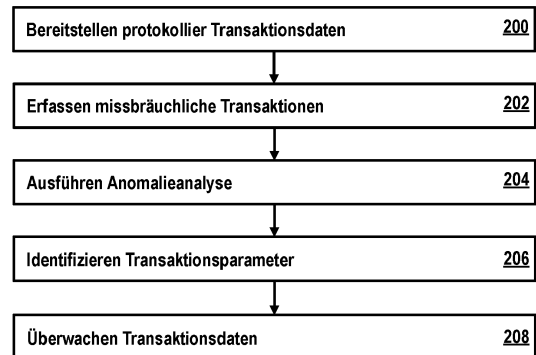 Bereitstellen protokollier Transaktionsdaten 200
Erfassen missbräuchliche Transaktionen 202
Ausführen Anomalieanalyse 204
Identifizieren Transaktionsparameter 206
Überwachen Transaktionsdaten 208